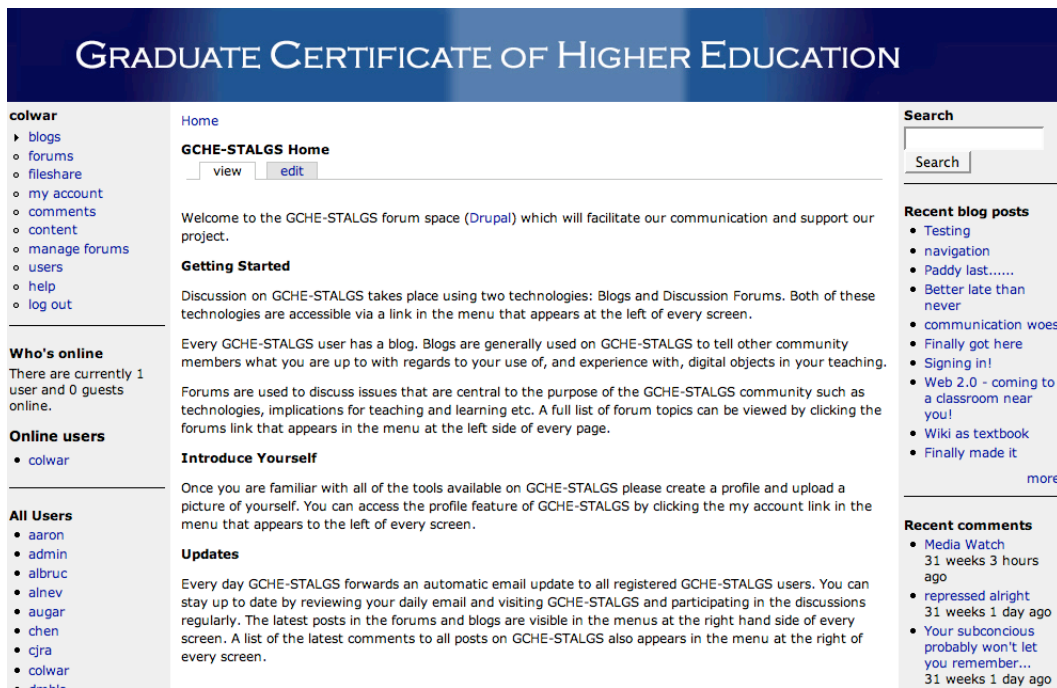 GRADUATE CERTIFICATE OF HIGHER EDUCATION
colwar
blogs
forums
fileshare
my account
comments
content
manage forums
users
help
log out
Who's online
There are currently 1
user and 0 guests
online.
Online users
colwar
All Users
aaron
admin
albruc
alnev
augar
chen
cjra
colwar
Home
GCHE-STALGS Home
view edit
Welcome to the GCHE-STALGS forum space (Drupal) which will facilitate our communication and support our
project.
Getting Started
Discussion on GCHE-STALGS takes place using two technologies: Blogs and Discussion Forums. Both of these
technologies are accessible via a link in the menu that appears at the left of every screen.
Every GCHE-STALGS user has a blog. Blogs are generally used on GCHE-STALGS to tell other community
members what you are up to with regards to your use of, and experience with, digital objects in your teaching.
Forums are used to discuss issues that are central to the purpose of the GCHE-STALGS community such as
technologies, implications for teaching and learning etc. A full list of forum topics can be viewed by clicking the
forums link that appears in the menu at the left side of every page.
Introduce Yourself
Once you are familiar with all of the tools available on GCHE-STALGS please create a profile and upload a
picture of yourself. You can access the profile feature of GCHE-STALGS by clicking the my account link in the
menu that appears to the left of every screen.
Updates
Every day GCHE-STALGS forwards an automatic email update to all registered GCHE-STALGS users. You can
stay up to date by reviewing your daily email and visiting GCHE-STALGS and participating in the discussions
regularly. The latest posts in the forums and blogs are visible in the menus at the right hand side of every
screen. A list of the latest comments to all posts on GCHE-STALGS also appears in the menu at the right of
every screen.
Search
Search
Recent blog posts
Testing
navigation
Paddy last......
Better late than
never
communication woes
Finally got here
Signing in!
Web 2.0 - coming to
a classroom near
you!
Wiki as textbook
Finally made it
more
Recent comments
Media Watch
31 weeks 3 hours
ago
repressed alright
31 weeks 1 day ago
Your subconcious
probably won't let
you remember...
31 weeks 1 day ago